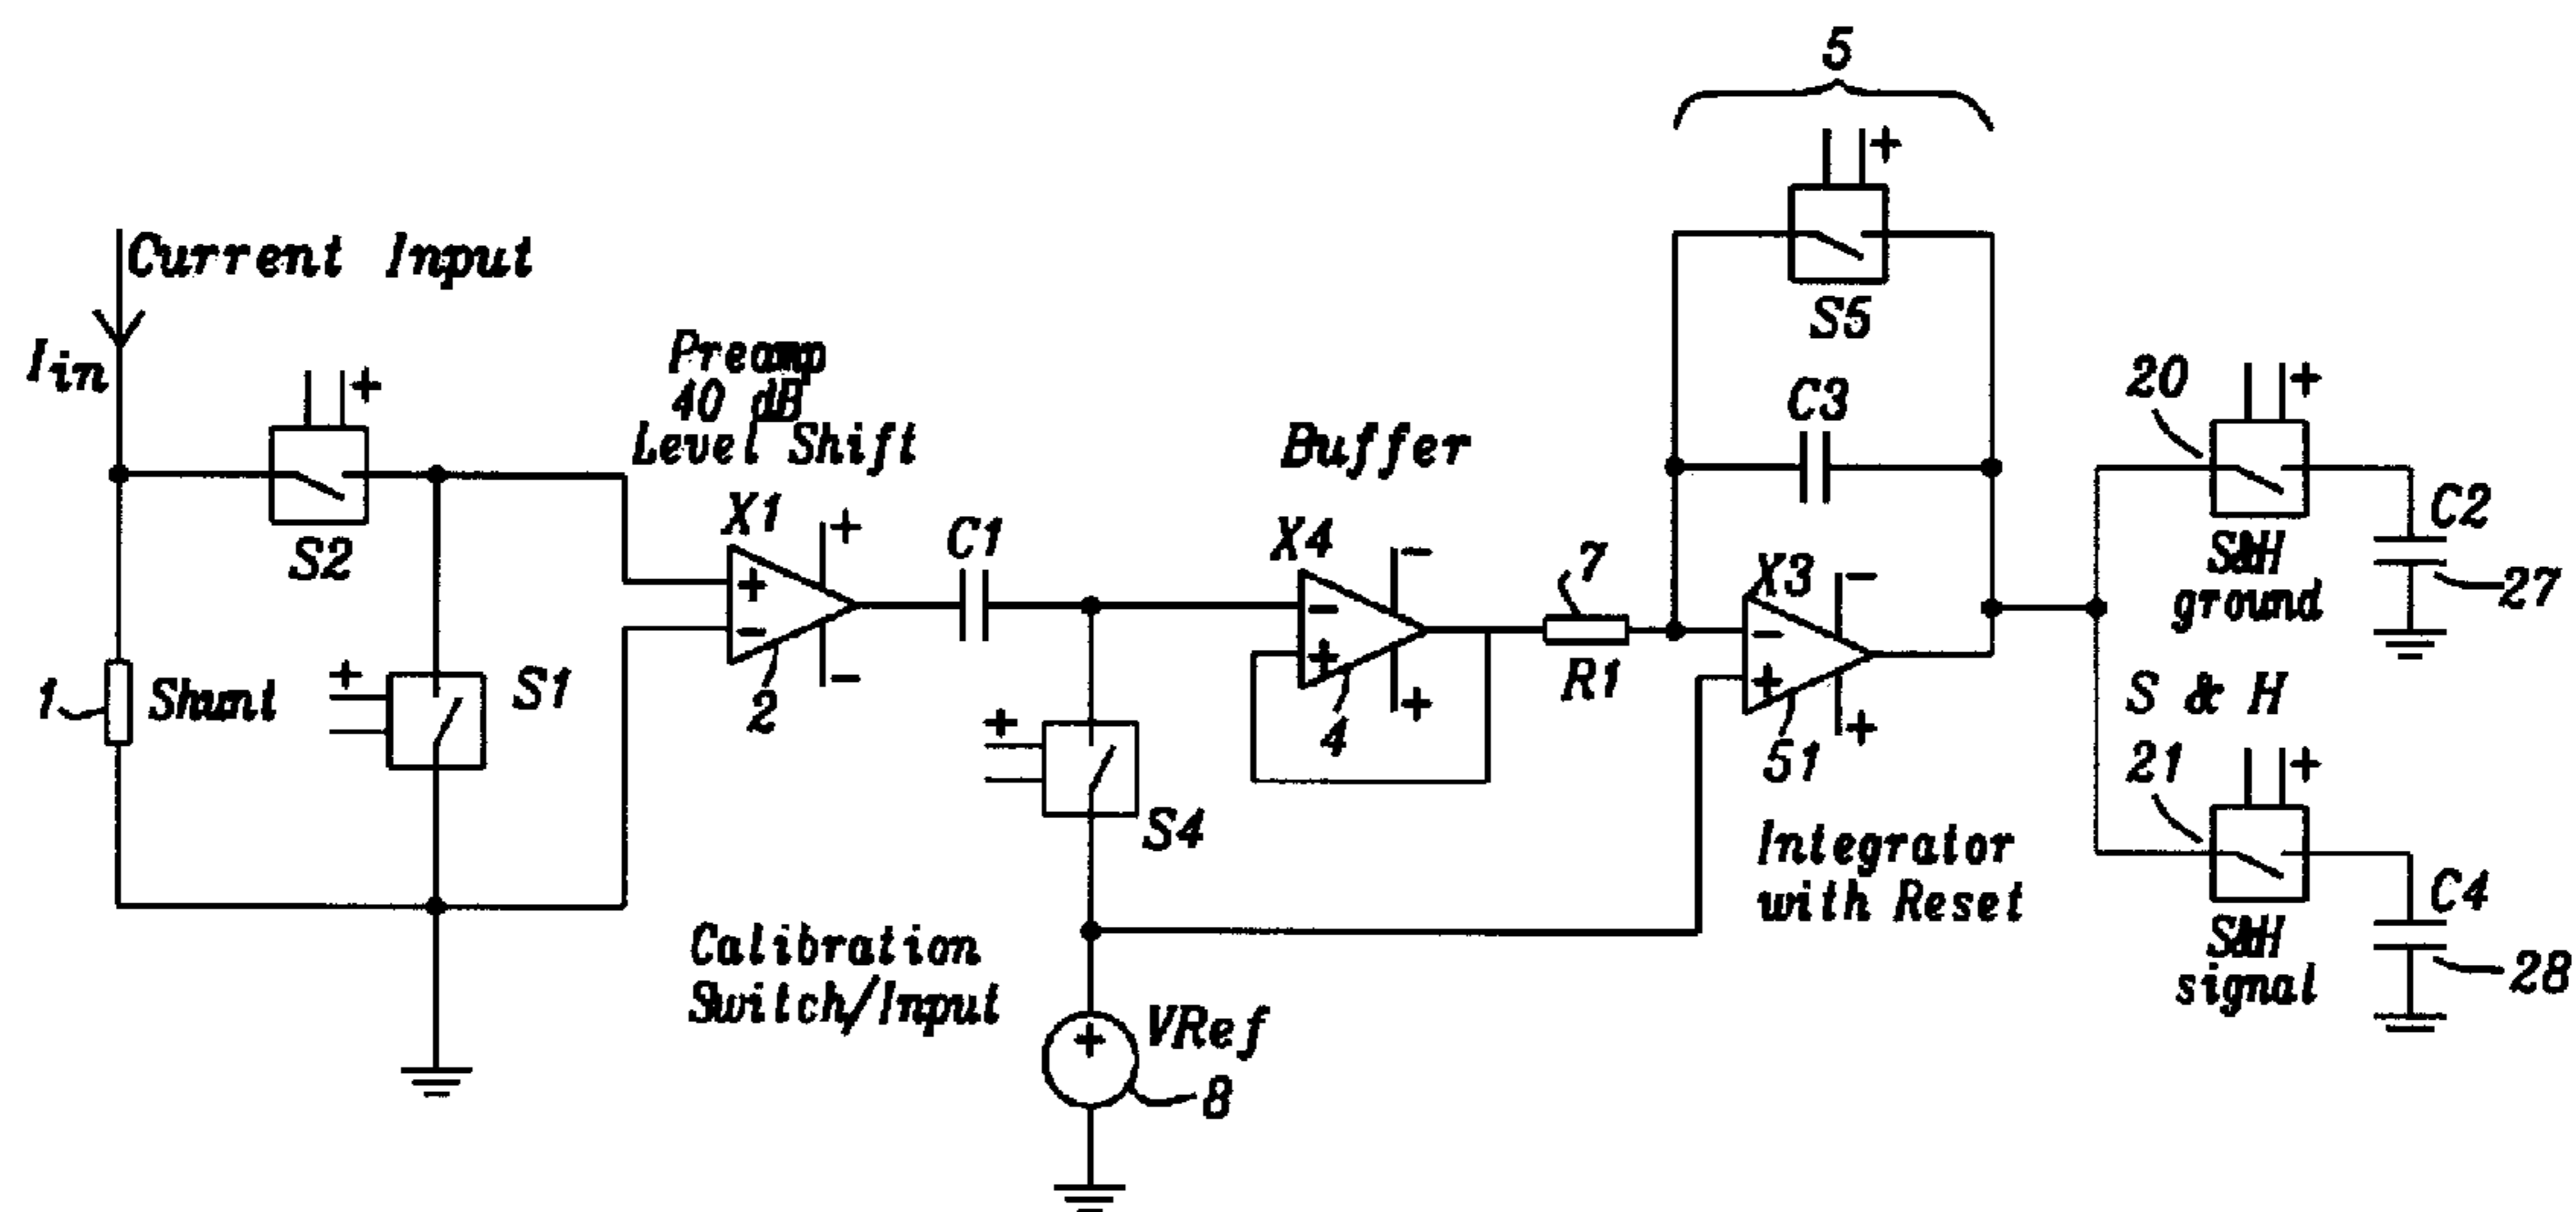 5
+
Current Input
S5
Iin
+
Preamp
40 dB
Level Shift
C3
20
+
Buffer
C2
S2
X1
+
C1
X4
−
7
X3
−
S&H
ground
27
+
−
−
+
S1
+
−
R1
−
+
1
Shunt
2
+
4
+
51
+
S & H
21
+
S4
Integrator
with Reset
C4
Calibration
Switch/Input
S&H
signal
28
+
VRef
8